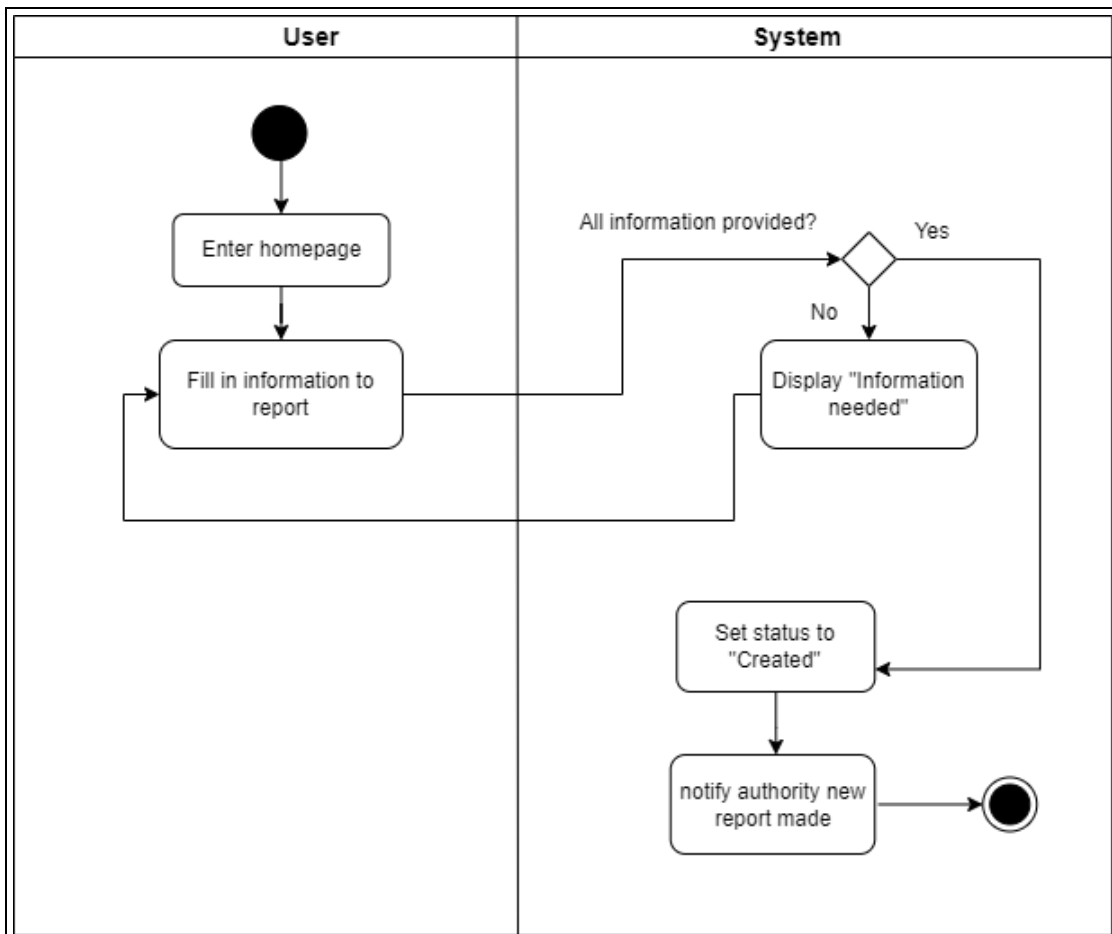 User
System
Enter homepage
All information provided?
Yes
No
Fill in information to
report
Display "Information
needed"
Set status to
"Created"
notify authority new
report made